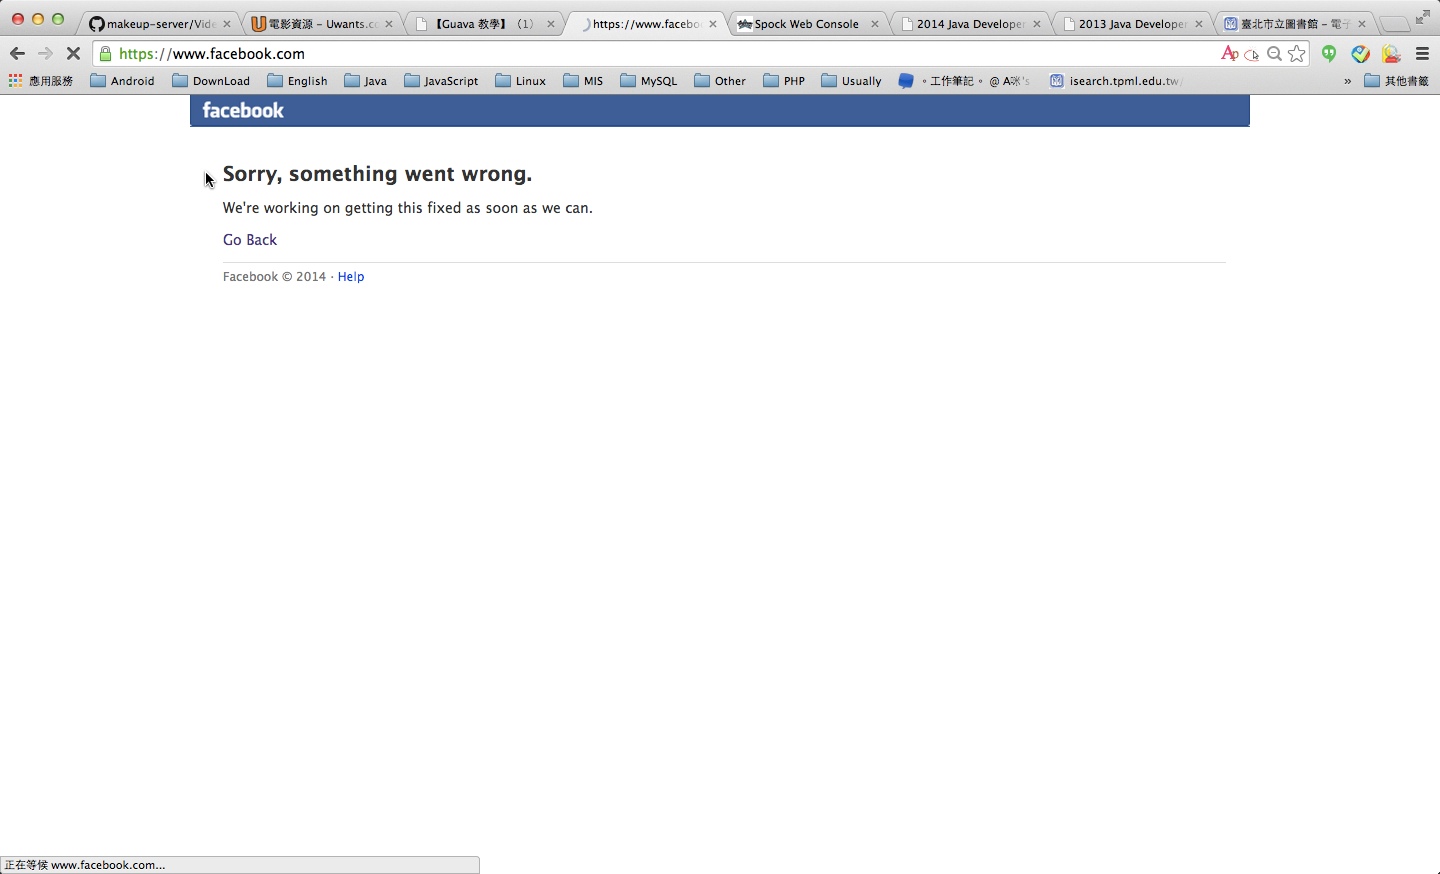 makeup-server/Vide
電影資源 – Uwants.co
【Guava 教學】（1）
https://www.facebo
Spock Web Console
2014 Java Developer
2013 Java Developer
臺北市立圖書館 – 電子
https://www.facebook.com
應用服務
Android
DownLoad
English
Java
JavaScript
Linux
MIS
MySQL
Other
PHP
Usually
。工作筆記。 @ A咪's
isearch.tpml.edu.tw/
»
其他書籤
facebook
Sorry, something went wrong.
We're working on getting this fixed as soon as we can.
Go Back
Facebook © 2014 · Help
正在等候 www.facebook.com...